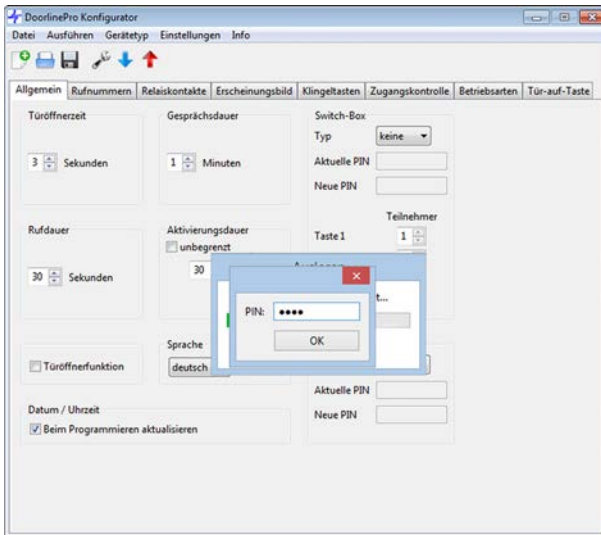 DoorlinePro Konfigurator
Datei Ausführen Gerätetyp Einstellungen Info
Allgemein Rufnummern Relaiskontakte Erscheinungsbild Klingeltasten Zugangskontrolle Betriebsarten Tür-auf-Taste
Türöffnerzeit
3 Sekunden
Gesprächsdauer
1 Minuten
Switch-Box
Typ keine
Aktuelle PIN
Neue PIN
Teilnehmer
Taste 1 1
Rufdauer
30 Sekunden
Aktivierungsdauer
unbegrenzt
30
t...
PIN: ••••
OK
Türöffnerfunktion
Sprache
deutsch
Aktuelle PIN
Neue PIN
Datum / Uhrzeit
Beim Programmieren aktualisieren